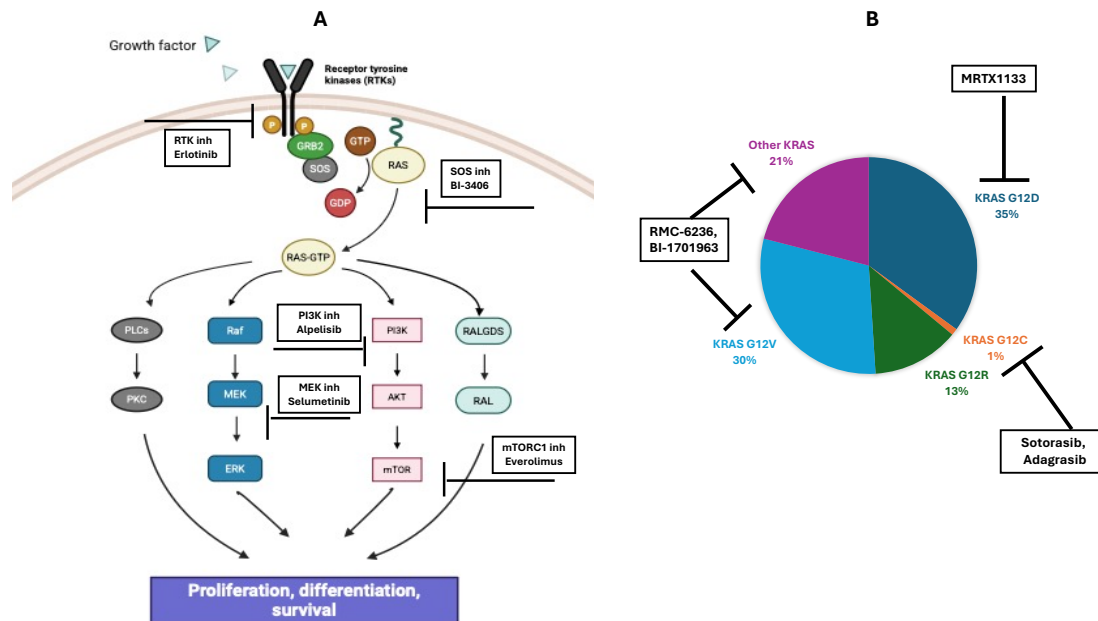 A
Growth factor
Receptor tyrosine
kinases (RTKs)
P
P
RTK inh
Erlotinib
GRB2
SOS
GTP
GDP
RAS
SOS inh
BI-3406
RAS-GTP
PLCs
Raf
PI3K inh
Alpelisib
PI3K
RALGDS
PKC
MEK
MEK inh
Selumetinib
AKT
RAL
ERK
mTOR
mTORC1 inh
Everolimus
Proliferation, differentiation,
survival
B
MRTX1133
Other KRAS
21%
KRAS G12D
35%
RMC-6236,
BI-1701963
KRAS G12V
30%
KRAS G12C
1%
KRAS G12R
13%
Sotorasib,
Adagrasib